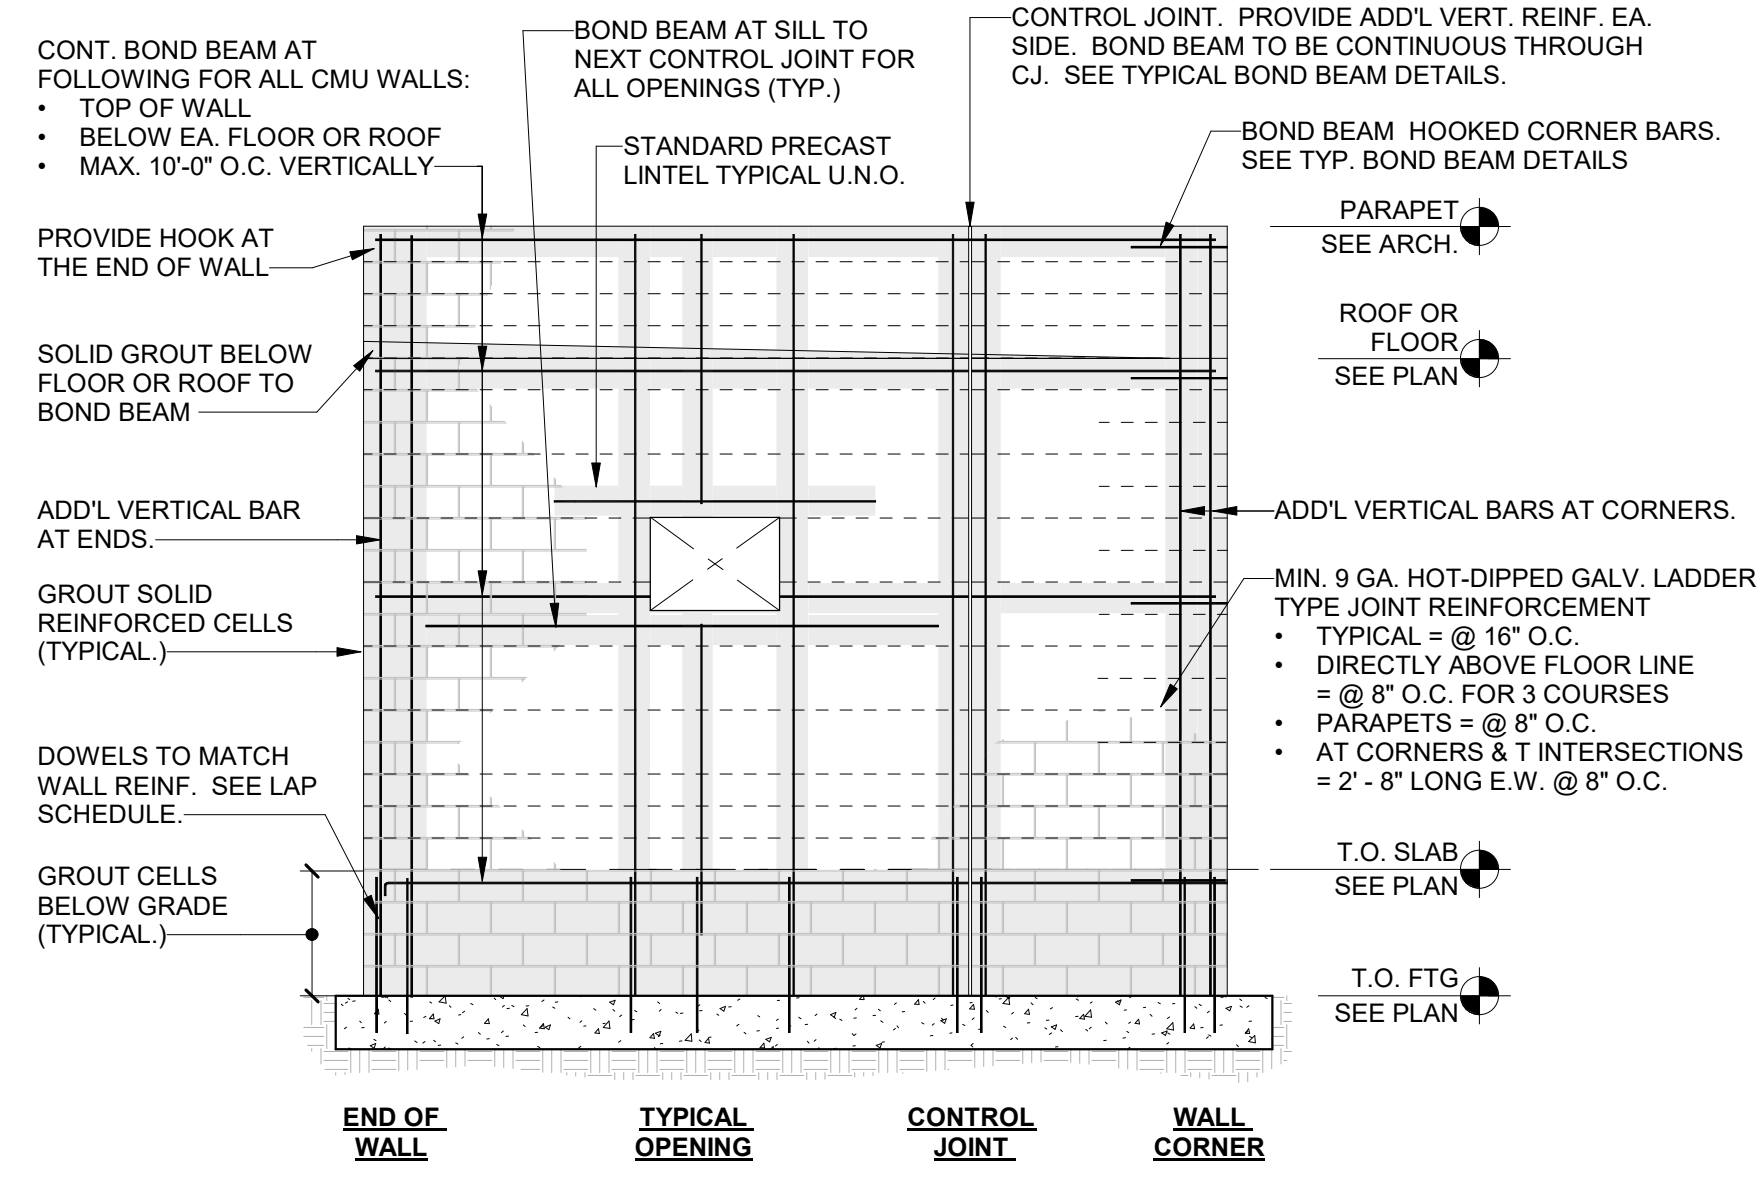 CONT. BOND BEAM AT
FOLLOWING FOR ALL CMU WALLS:
• TOP OF WALL
• BELOW EA. FLOOR OR ROOF
• MAX. 10'-0" O.C. VERTICALLY
PROVIDE HOOK AT
THE END OF WALL
SOLID GROUT BELOW
FLOOR OR ROOF TO
BOND BEAM
ADD'L VERTICAL BAR
AT ENDS.
GROUT SOLID
REINFORCED CELLS
(TYPICAL.)
DOWELS TO MATCH
WALL REINF. SEE LAP
SCHEDULE.
GROUT CELLS
BELOW GRADE
(TYPICAL.)
BOND BEAM AT SILL TO
NEXT CONTROL JOINT FOR
ALL OPENINGS (TYP.)
STANDARD PRECAST
LINTEL TYPICAL U.N.O.
CONTROL JOINT. PROVIDE ADD'L VERT. REINF. EA.
SIDE. BOND BEAM TO BE CONTINUOUS THROUGH
CJ. SEE TYPICAL BOND BEAM DETAILS.
BOND BEAM HOOKED CORNER BARS.
SEE TYP. BOND BEAM DETAILS
PARAPET
SEE ARCH.
ROOF OR
FLOOR
SEE PLAN
ADD'L VERTICAL BARS AT CORNERS.
MIN. 9 GA. HOT-DIPPED GALV. LADDER
TYPE JOINT REINFORCEMENT
• TYPICAL = @ 16" O.C.
• DIRECTLY ABOVE FLOOR LINE
= @ 8" O.C. FOR 3 COURSES
• PARAPETS = @ 8" O.C.
• AT CORNERS & T INTERSECTIONS
= 2' - 8" LONG E.W. @ 8" O.C.
T.O. SLAB
SEE PLAN
T.O. FTG
SEE PLAN
END OF
WALL
TYPICAL
OPENING
CONTROL
JOINT
WALL
CORNER